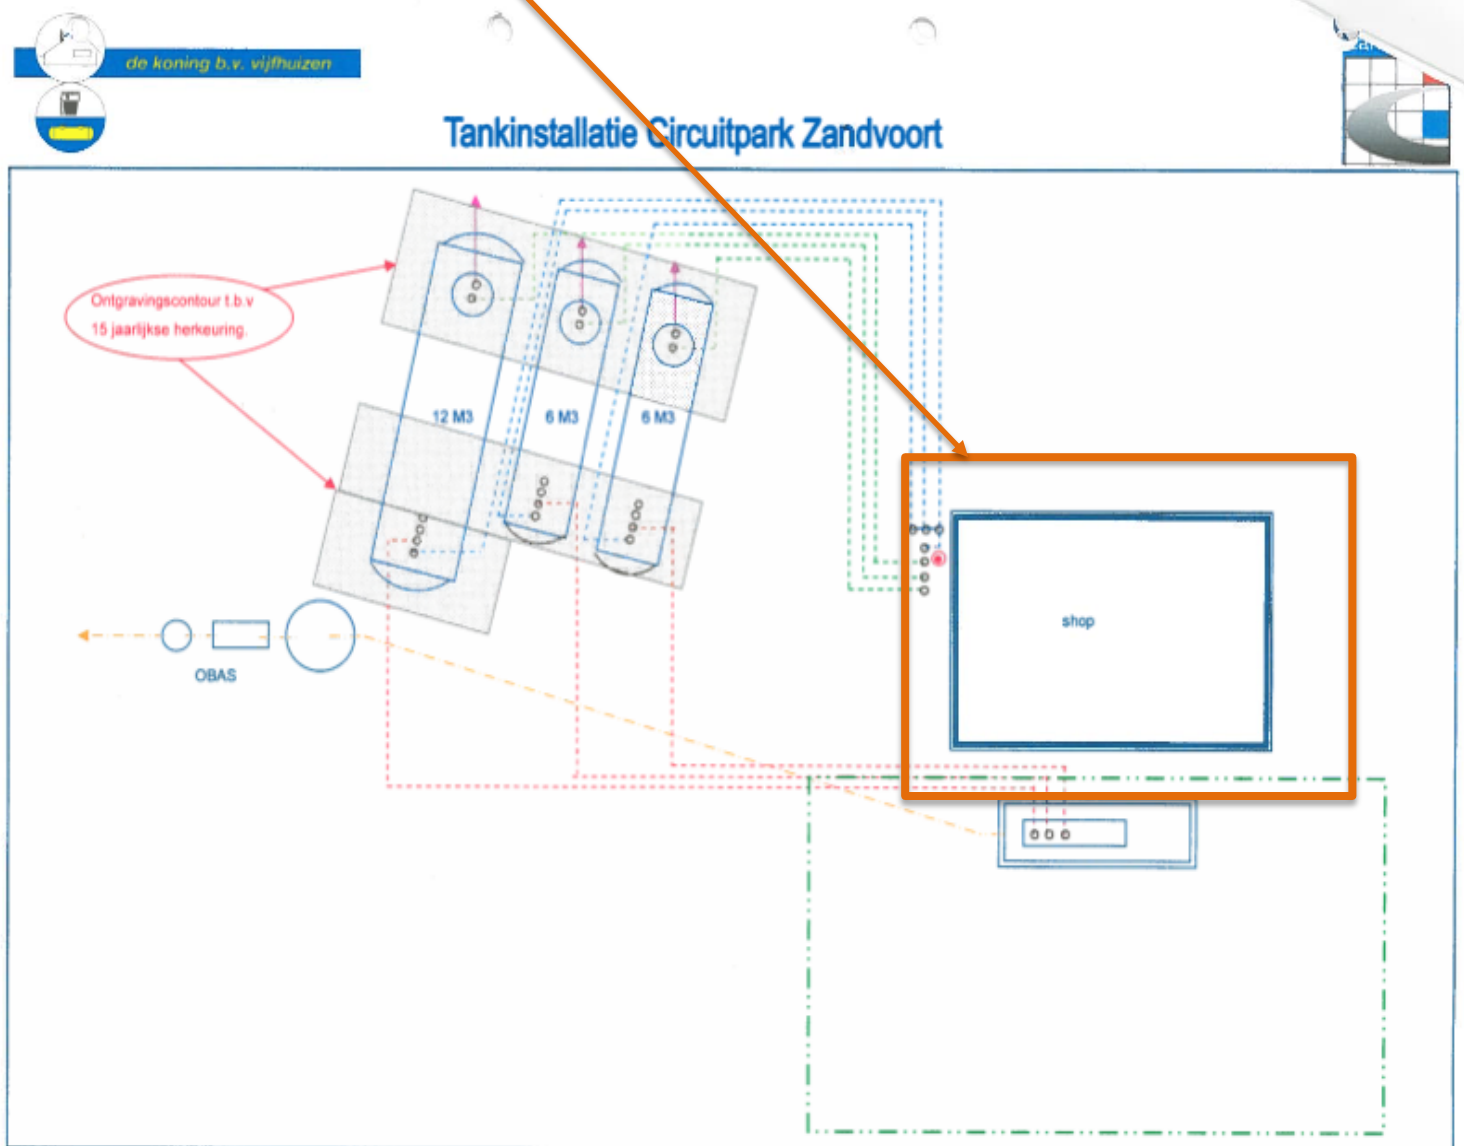 de koning b.v. vijfhuizen
Tankinstallatie Circuitpark Zandvoort
Ontgravingscontour t.b.v
15 jaarlijkse herkeuring.
12 M3
6 M3
6 M3
shop
OBAS